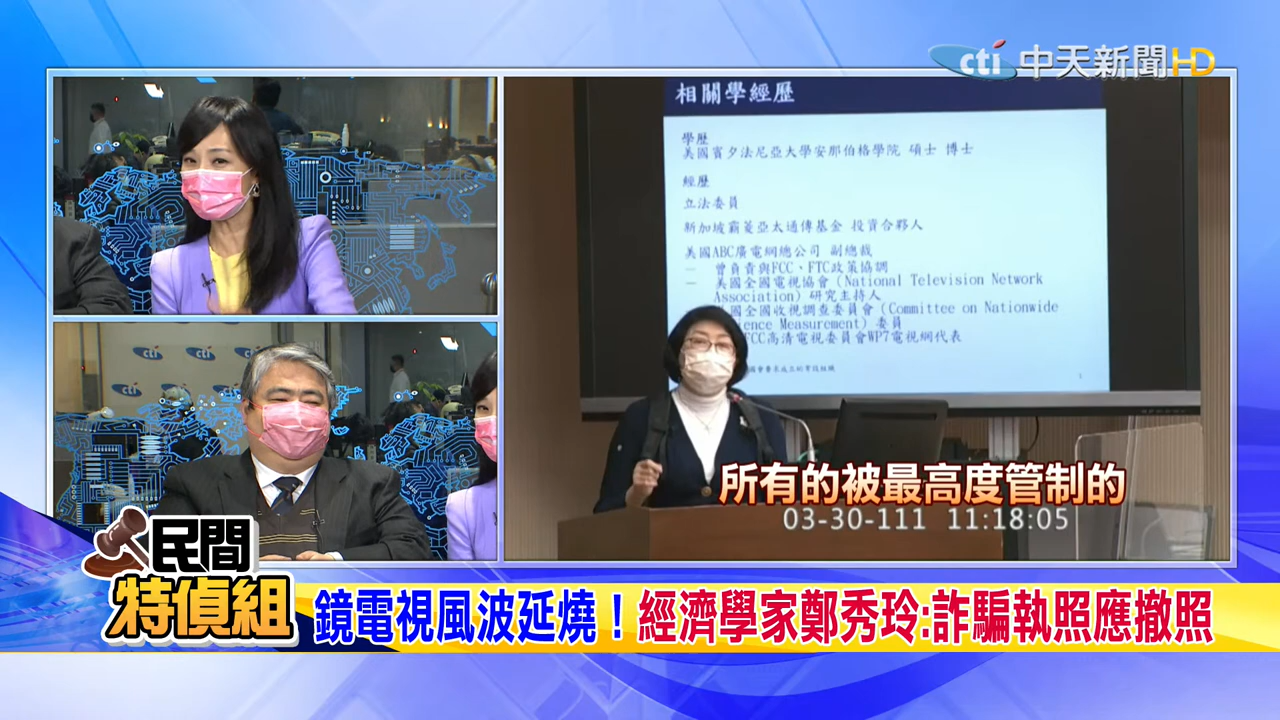 cti 中天新聞HD
相關學經歷
學歷
美國賓夕法尼亞大學安那伯格學院 碩士 博士
經歷
立法委員
新加坡霸菱亞太通傳基金 投資合夥人
美國ABC廣電網總公司 副總裁
— 曾負責與FCC、FTC政策協調
— 美國全國電視協會 (National Television Network
Association) 研究主持人
國全國收視調查委員會 (Committee on Nationwide
ence Measurement) 委員
FCC高清電視委員會WP7電視網代表
1
cti
cti
cti
所有的被最高度管制的
03-30-111 11:18:05
民間
特偵組
鏡電視風波延燒！經濟學家鄭秀玲:詐騙執照應撤照